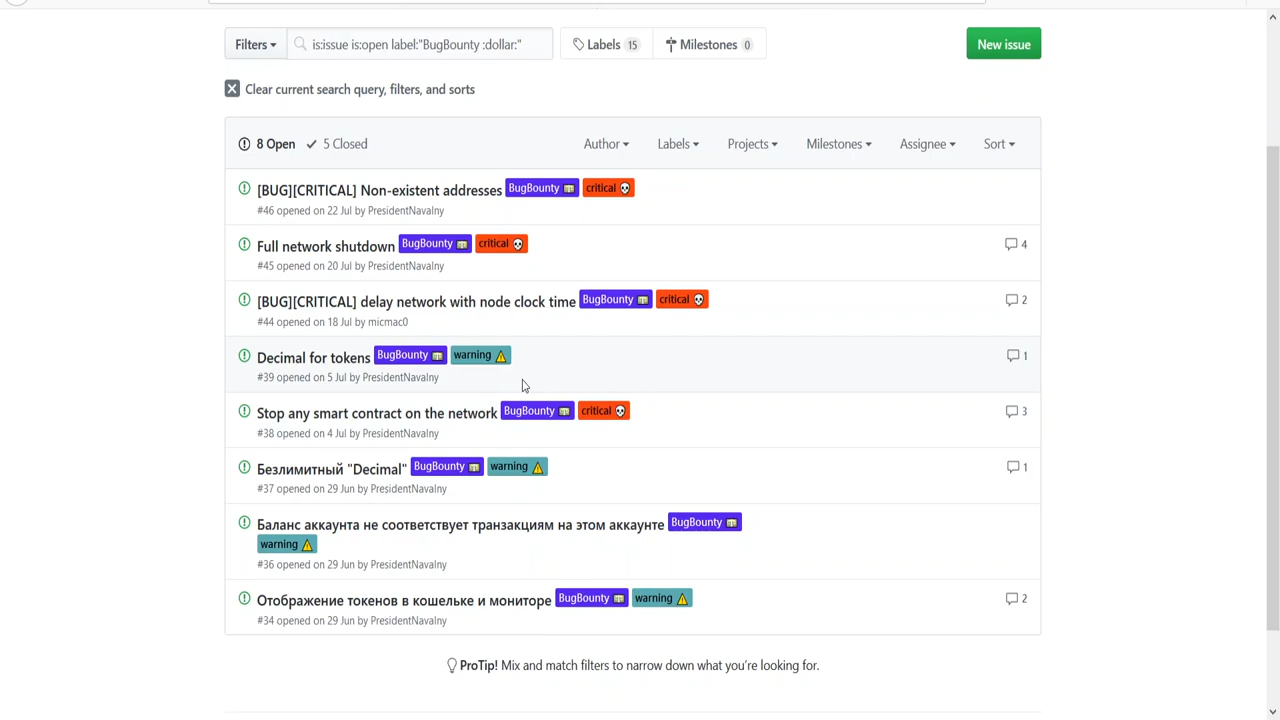 Filters
is:issue is:open label:"BugBounty :dollar:"
Labels 15
Milestones 0
New issue
Clear current search query, filters, and sorts
8 Open 5 Closed Author Labels Projects Milestones Assignee Sort
[BUG][CRITICAL] Non-existent addresses BugBounty critical
#46 opened on 22 Jul by PresidentNavalny
Full network shutdown BugBounty critical 4
#45 opened on 20 Jul by PresidentNavalny
[BUG][CRITICAL] delay network with node clock time BugBounty critical 2
#44 opened on 18 Jul by micmac0
Decimal for tokens BugBounty warning 1
#39 opened on 5 Jul by PresidentNavalny
Stop any smart contract on the network BugBounty critical 3
#38 opened on 4 Jul by PresidentNavalny
Безлимитный "Decimal" BugBounty warning 1
#37 opened on 29 Jun by PresidentNavalny
Баланс аккаунта не соответствует транзакциям на этом аккаунте BugBounty
warning
#36 opened on 29 Jun by PresidentNavalny
Отображение токенов в кошельке и мониторе BugBounty warning 2
#34 opened on 29 Jun by PresidentNavalny
ProTip! Mix and match filters to narrow down what you're looking for.